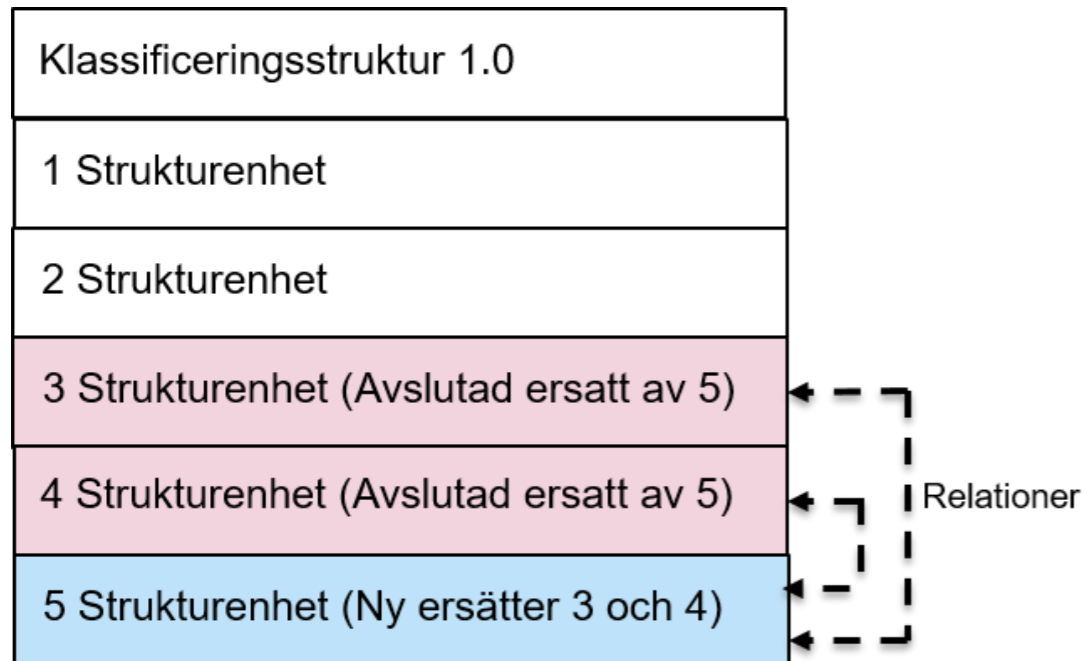 Klassificeringsstruktur 1.0
1 Strukturenhet
2 Strukturenhet
3 Strukturenhet (Avslutad ersatt av 5)
4 Strukturenhet (Avslutad ersatt av 5)
Relationer
5 Strukturenhet (Ny ersätter 3 och 4)